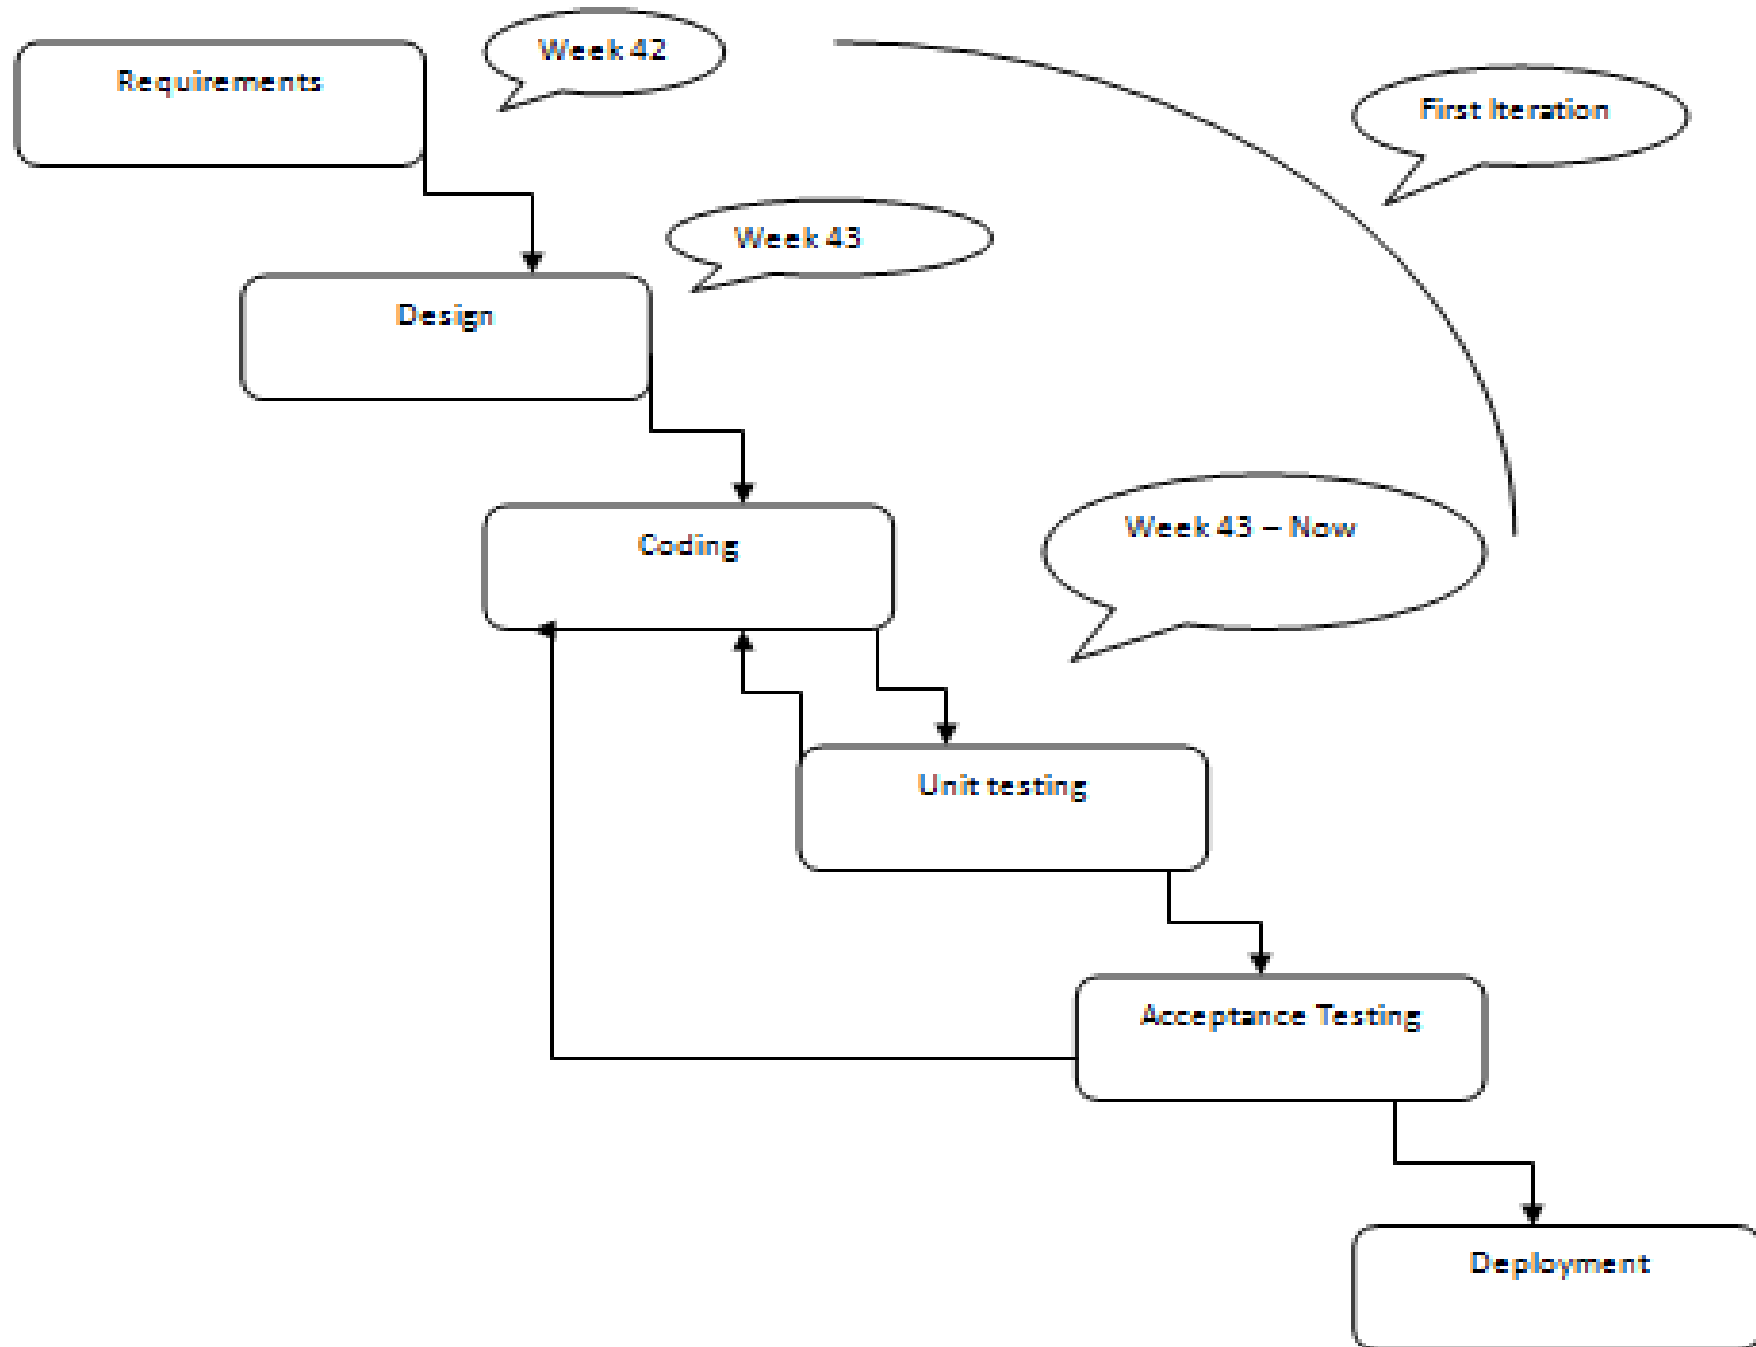 Week 42
Requirements
First Iteration
Week 43
Design
Week 43 – Now
Coding
Unit testing
Acceptance Testing
Deployment